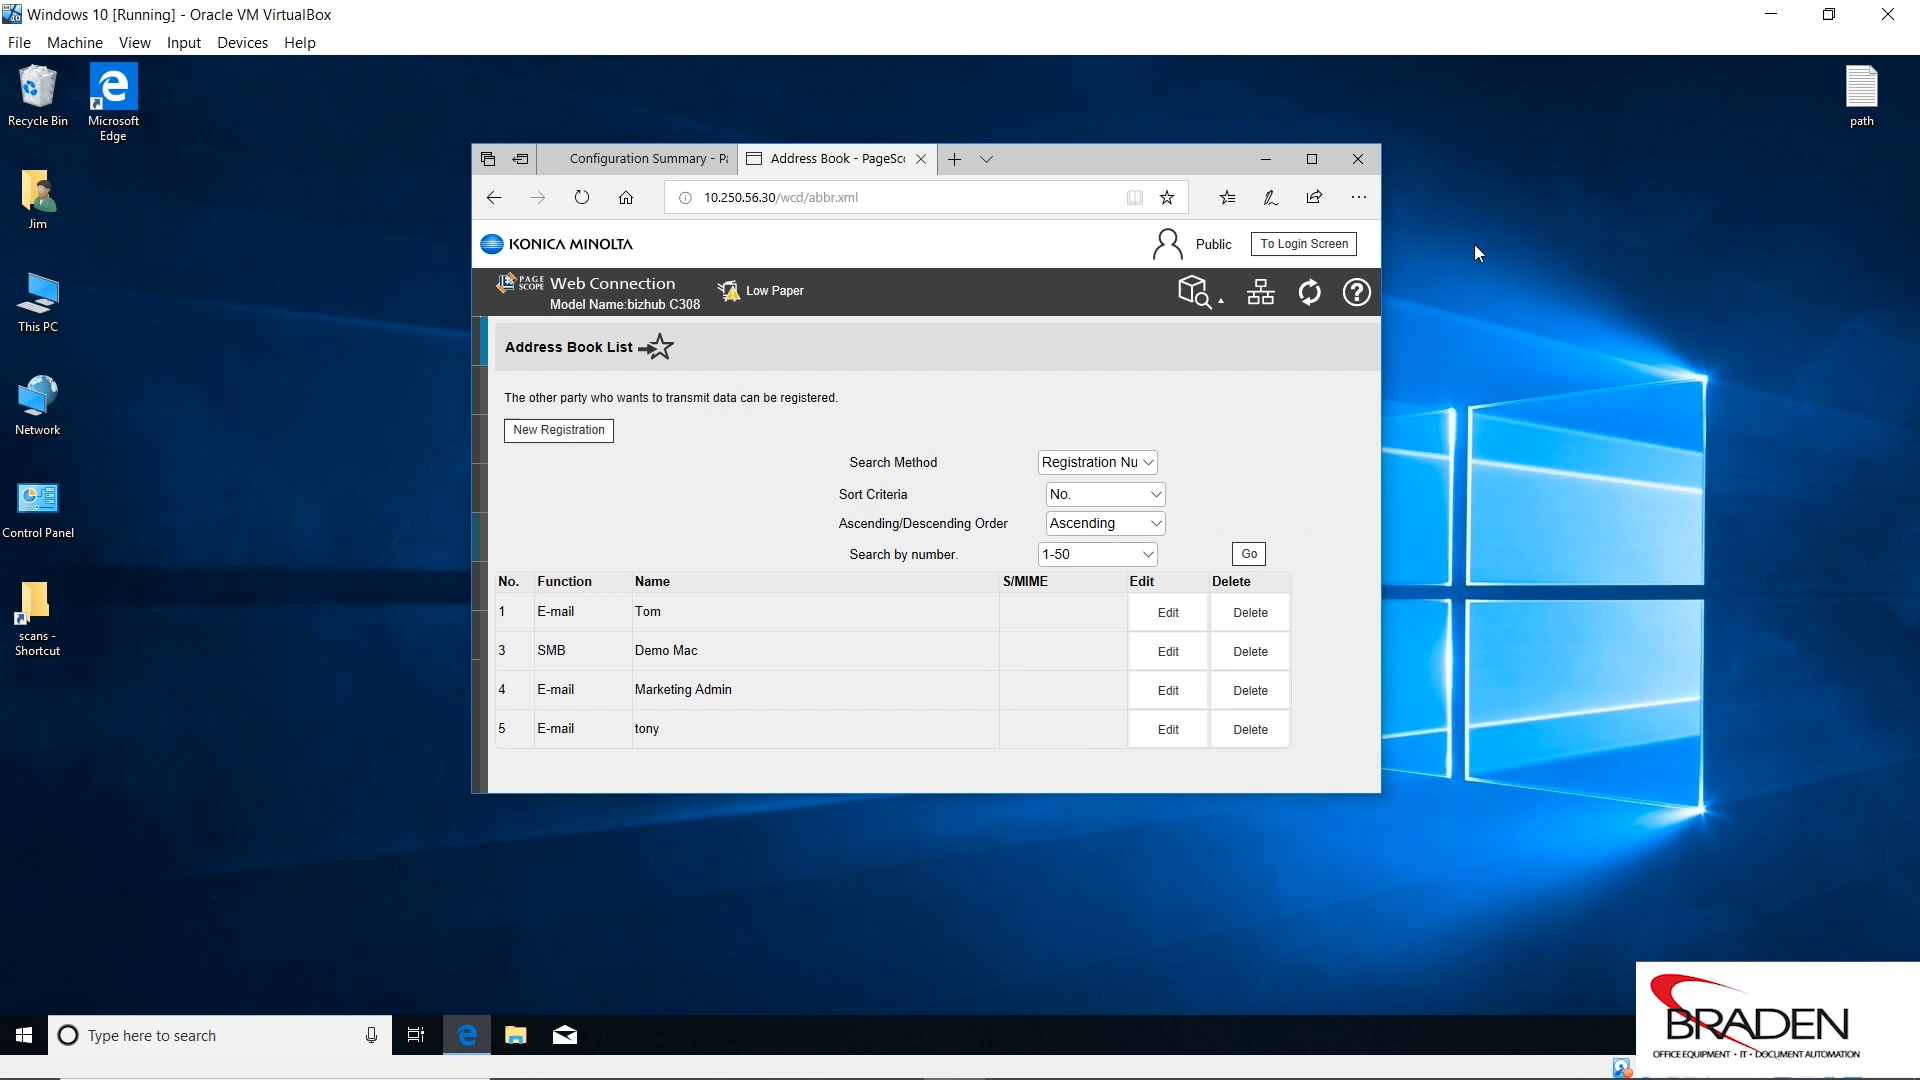 Windows 10 [Running] - Oracle VM VirtualBox
File Machine View Input Devices Help
Recycle Bin
Microsoft Edge
path
Jim
This PC
Network
Control Panel
scans - Shortcut
Configuration Summary - Pa
Address Book - PageSco
10.250.56.30/wcd/abbr.xml
KONICA MINOLTA
Public
To Login Screen
PAGE SCOPE Web Connection
Model Name:bizhub C308
Low Paper
Address Book List
The other party who wants to transmit data can be registered.
New Registration
Search Method Registration Nu
Sort Criteria No.
Ascending/Descending Order Ascending
Search by number. 1-50 Go
No. Function Name S/MIME Edit Delete
1 E-mail Tom Edit Delete
3 SMB Demo Mac Edit Delete
4 E-mail Marketing Admin Edit Delete
5 E-mail tony Edit Delete
Type here to search
BRADEN
OFFICE EQUIPMENT • IT • DOCUMENT AUTOMATION